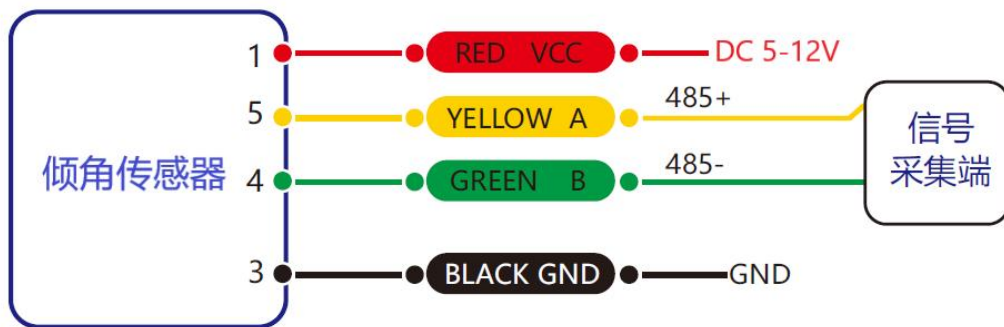 倾角传感器
1 RED VCC DC 5-12V
5 YELLOW A 485+
4 GREEN B 485-
3 BLACK GND GND
信号
采集端